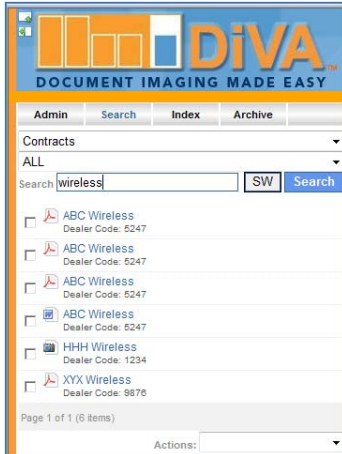 DiVA™
DOCUMENT IMAGING MADE EASY
Admin Search Index Archive
Contracts
ALL
Search wireless SW Search
ABC Wireless
Dealer Code: 5247
ABC Wireless
Dealer Code: 5247
ABC Wireless
Dealer Code: 5247
ABC Wireless
Dealer Code: 5247
HHH Wireless
Dealer Code: 1234
XYX Wireless
Dealer Code: 9876
Page 1 of 1 (6 items)
Actions: